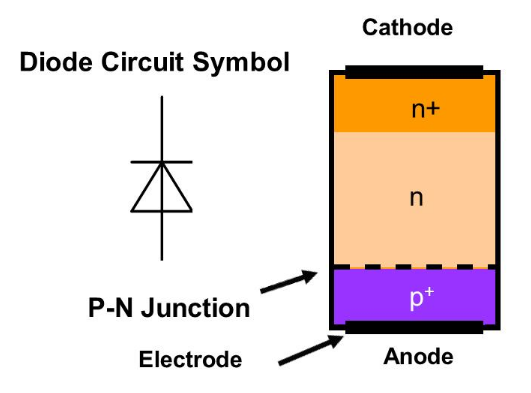 Cathode
Diode Circuit Symbol
n+
n
P-N Junction
p⁺
Electrode
Anode